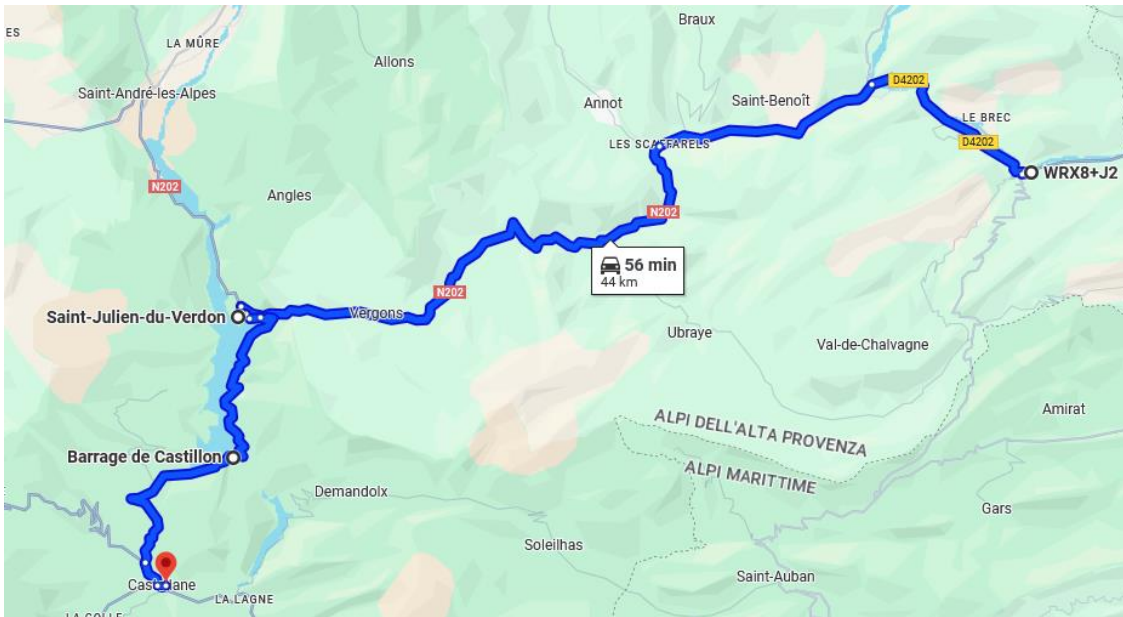 Braux
ES
LA MÛRE
Allons
Saint-André-les-Alpes
Annot
Saint-Benoît
D4202
LE BREC
LES SCAFFARELS
D4202
WRX8+J2
N202
Angles
N202
56 min
44 km
N202
Vergons
Saint-Julien-du-Verdon
Ubraye
Val-de-Chalvagne
Amirat
ALPI DELL'ALTA PROVENZA
ALPI MARITTIME
Barrage de Castillon
Demandolx
Gars
Soleilhas
Saint-Auban
Castellane
LA LAGNE